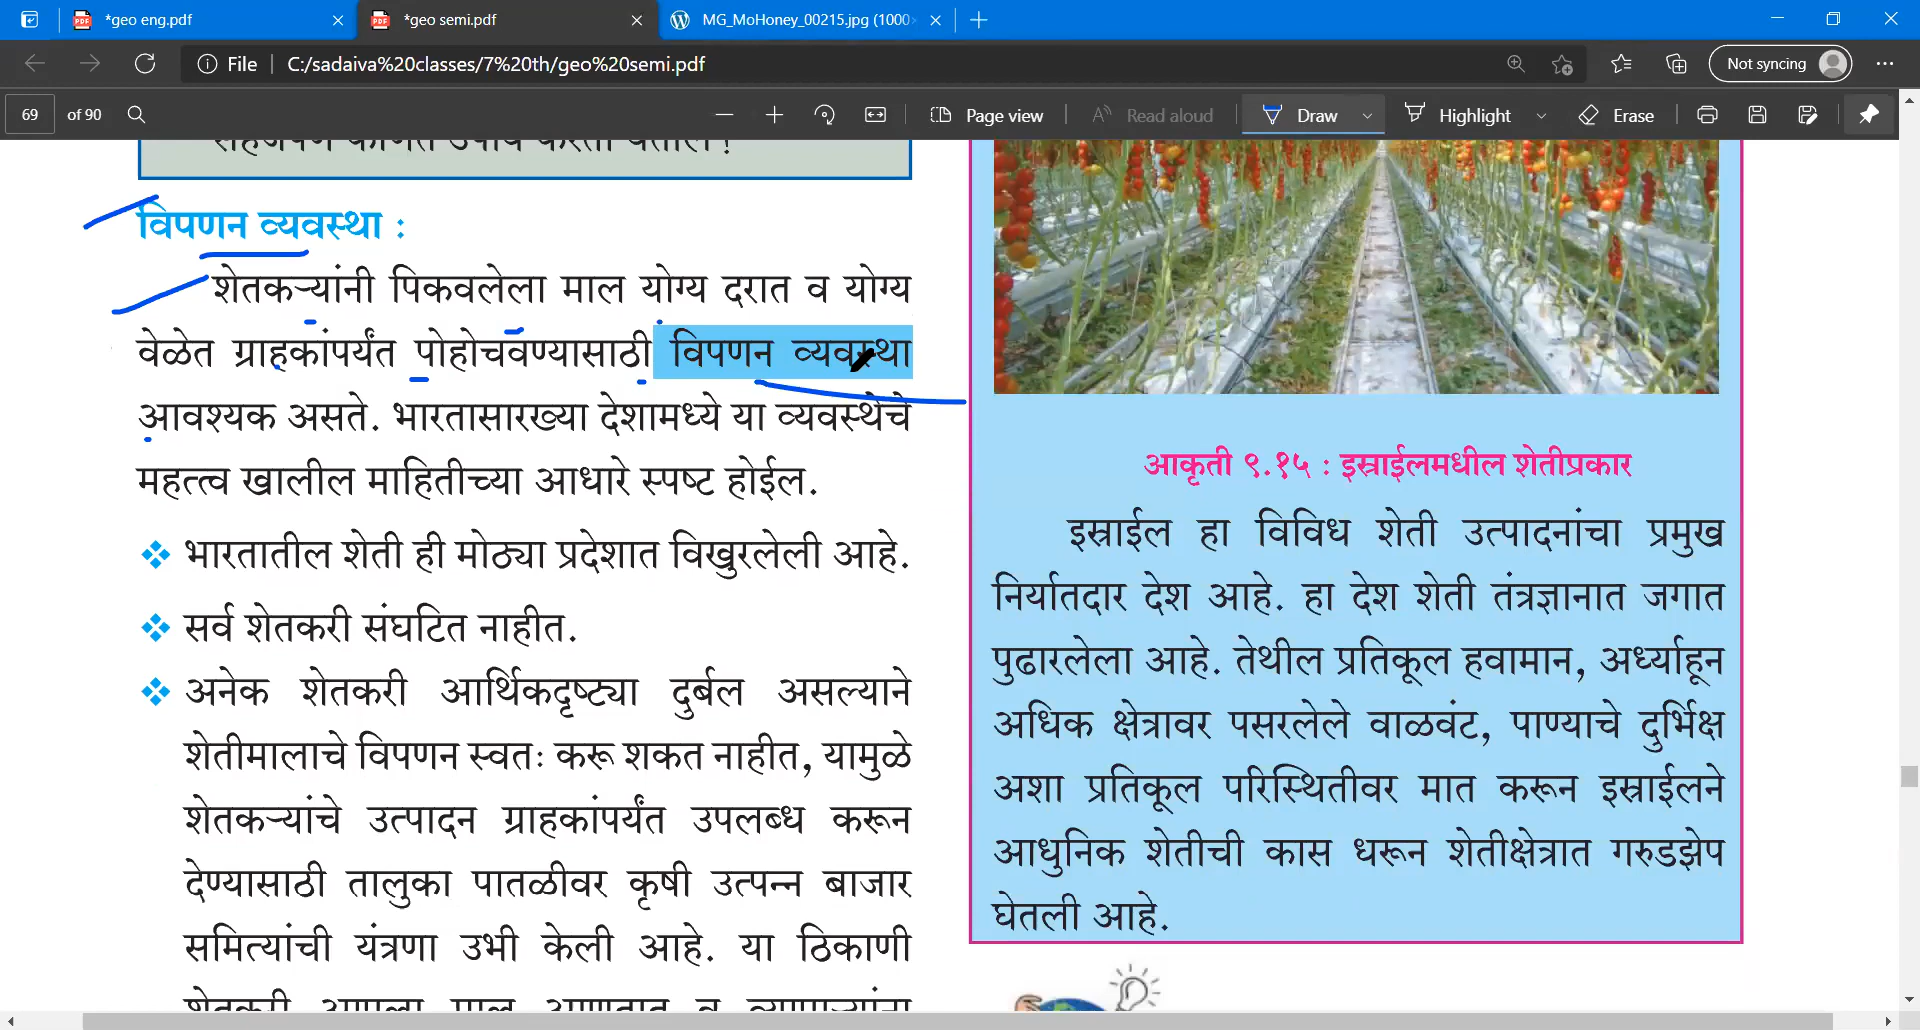 *geo eng.pdf
*geo semi.pdf
MG_MoHoney_00215.jpg (1000
File
C:/sadaiva%20classes/7%20th/geo%20semi.pdf
Not syncing
69 of 90
Page view
Read aloud
Draw
Highlight
Erase
विपणन व्यवस्था :
शेतकऱ्यांनी पिकवलेला माल योग्य दरात व योग्य
वेळेत ग्राहकांपर्यंत पोहोचवण्यासाठी विपणन व्यवस्था
आवश्यक असते. भारतासारख्या देशामध्ये या व्यवस्थेचे
महत्त्व खालील माहितीच्या आधारे स्पष्ट होईल.
भारतातील शेती ही मोठ्या प्रदेशात विखुरलेली आहे.
सर्व शेतकरी संघटित नाहीत.
अनेक शेतकरी आर्थिकदृष्ट्या दुर्बल असल्याने
शेतीमालाचे विपणन स्वतः करू शकत नाहीत, यामुळे
शेतकऱ्यांचे उत्पादन ग्राहकांपर्यंत उपलब्ध करून
देण्यासाठी तालुका पातळीवर कृषी उत्पन्न बाजार
समित्यांची यंत्रणा उभी केली आहे. या ठिकाणी
आकृती ९.१५ : इस्राईलमधील शेतीप्रकार
इस्राईल हा विविध शेती उत्पादनांचा प्रमुख
निर्यातदार देश आहे. हा देश शेती तंत्रज्ञानात जगात
पुढारलेला आहे. तेथील प्रतिकूल हवामान, अर्ध्याहून
अधिक क्षेत्रावर पसरलेले वाळवंट, पाण्याचे दुर्भिक्ष
अशा प्रतिकूल परिस्थितीवर मात करून इस्राईलने
आधुनिक शेतीची कास धरून शेतीक्षेत्रात गरुडझेप
घेतली आहे.